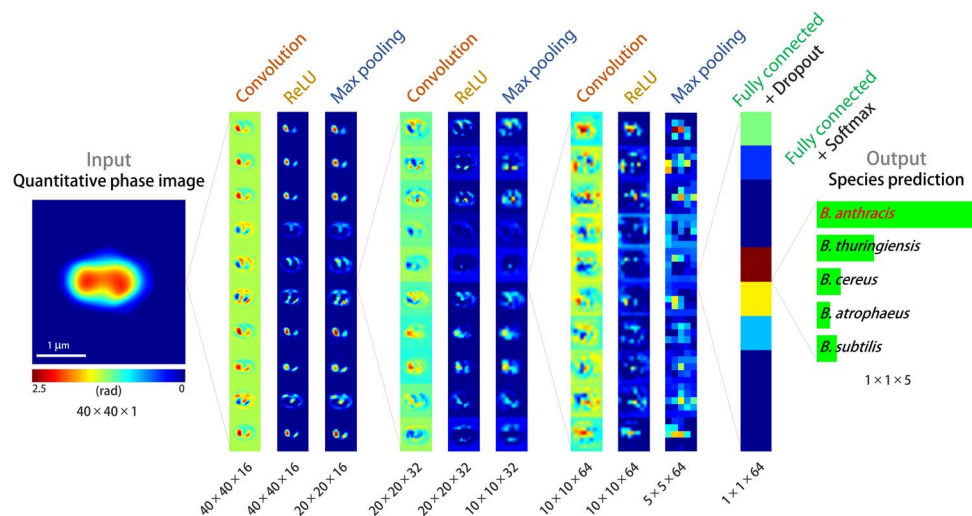 Input
Quantitative phase image
1 μm
2.5
(rad)
0
40×40×1
Convolution
ReLU
Max pooling
Convolution
ReLU
Max pooling
Convolution
ReLU
Max pooling
Fully connected
+ Dropout
Fully connected
+ Softmax
40×40×16
40×40×16
20×20×16
20×20×32
20×20×32
10×10×32
10×10×64
10×10×64
5×5×64
1×1×64
Output
Species prediction
B. anthracis
B. thuringiensis
B. cereus
B. atrophaeus
B. subtilis
1×1×5